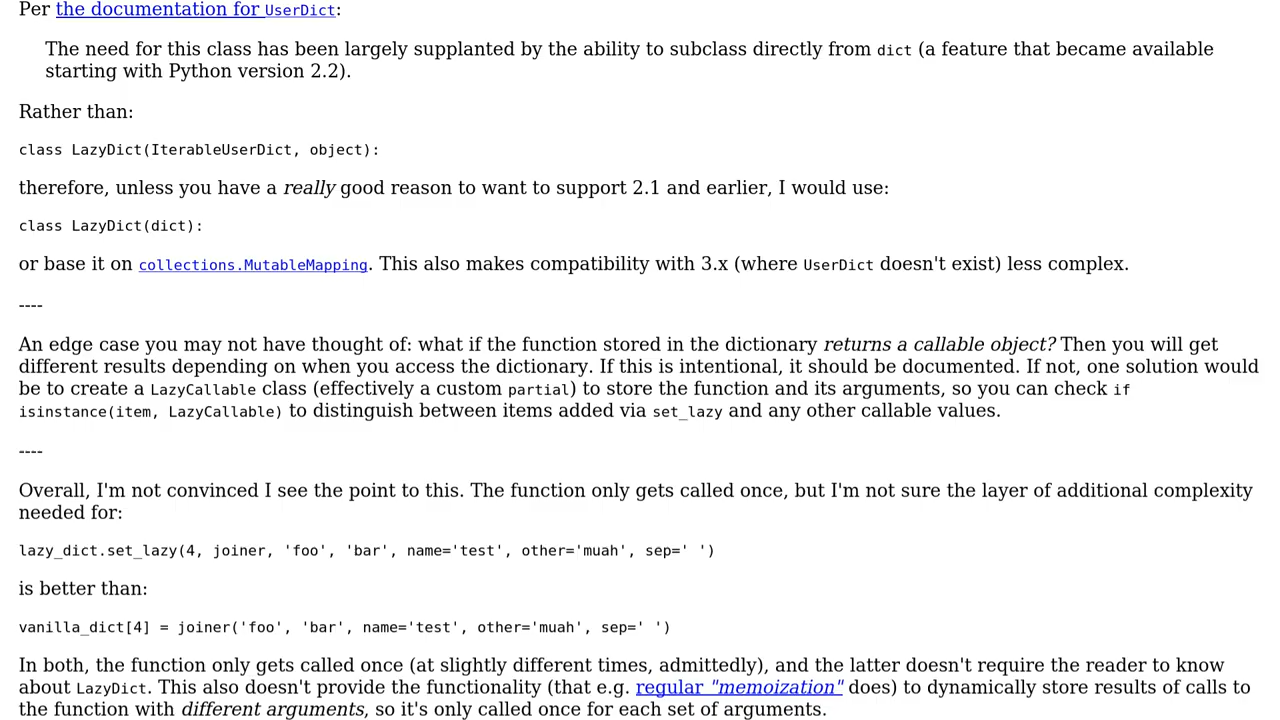 Per the documentation for UserDict:
The need for this class has been largely supplanted by the ability to subclass directly from dict (a feature that became available
starting with Python version 2.2).
Rather than:
class LazyDict(IterableUserDict, object):
therefore, unless you have a really good reason to want to support 2.1 and earlier, I would use:
class LazyDict(dict):
or base it on collections.MutableMapping. This also makes compatibility with 3.x (where UserDict doesn't exist) less complex.
----
An edge case you may not have thought of: what if the function stored in the dictionary returns a callable object? Then you will get
different results depending on when you access the dictionary. If this is intentional, it should be documented. If not, one solution would
be to create a LazyCallable class (effectively a custom partial) to store the function and its arguments, so you can check if
isinstance(item, LazyCallable) to distinguish between items added via set_lazy and any other callable values.
----
Overall, I'm not convinced I see the point to this. The function only gets called once, but I'm not sure the layer of additional complexity
needed for:
lazy_dict.set_lazy(4, joiner, 'foo', 'bar', name='test', other='muah', sep=' ')
is better than:
vanilla_dict[4] = joiner('foo', 'bar', name='test', other='muah', sep=' ')
In both, the function only gets called once (at slightly different times, admittedly), and the latter doesn't require the reader to know
about LazyDict. This also doesn't provide the functionality (that e.g. regular "memoization" does) to dynamically store results of calls to
the function with different arguments, so it's only called once for each set of arguments.